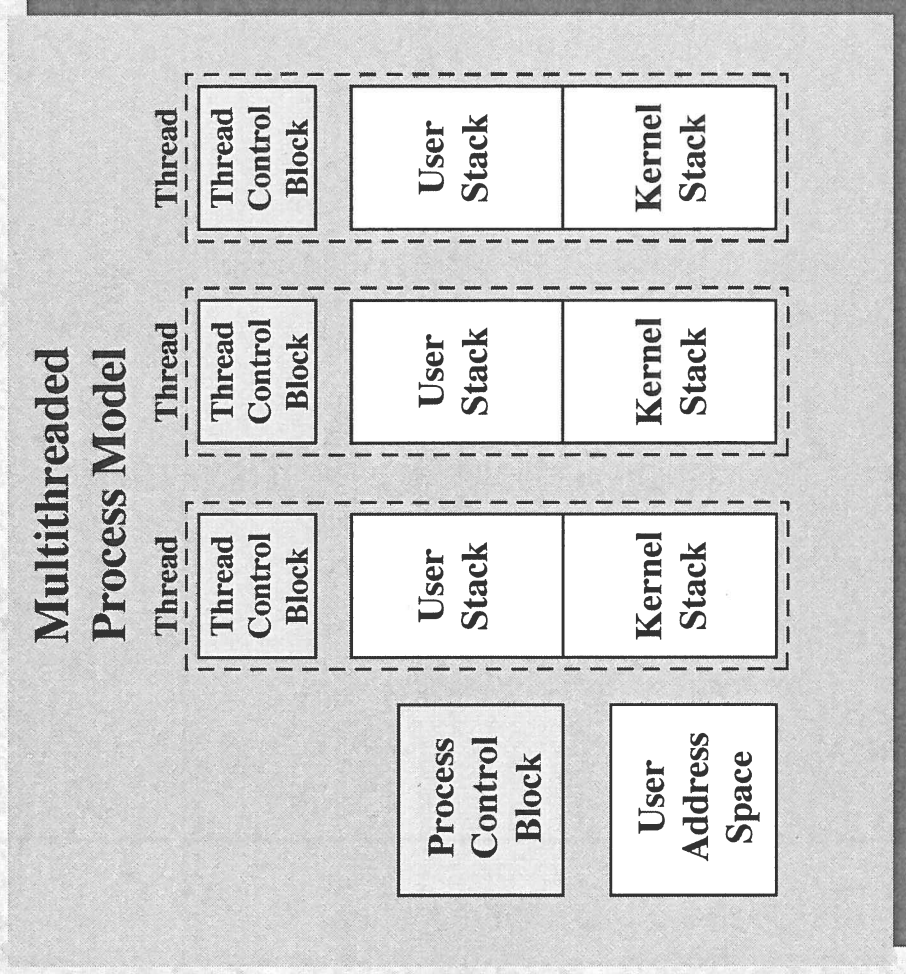 Multithreaded
Process Model
Thread
Thread
Control
Block
User
Stack
Kernel
Stack
Thread
Thread
Control
Block
User
Stack
Kernel
Stack
Thread
Thread
Control
Block
User
Stack
Kernel
Stack
Process
Control
Block
User
Address
Space